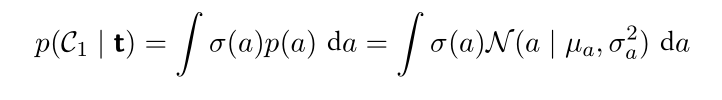 p(𝒞₁ | 𝐭) = ∫ σ(a)p(a) da = ∫ σ(a)𝒩(a | μₐ, σₐ²) da